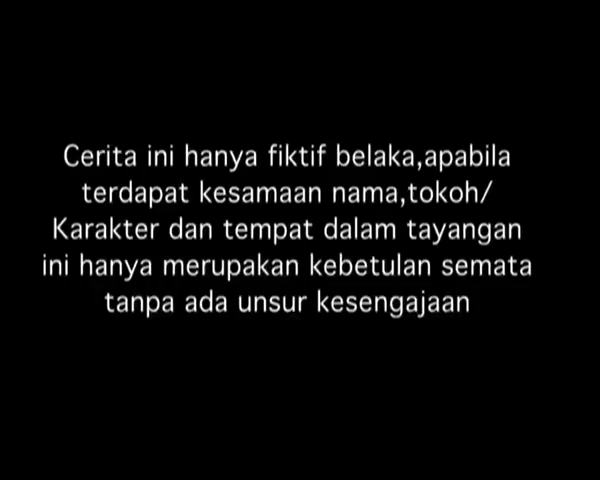 Cerita ini hanya fiktif belaka,apabila
terdapat kesamaan nama,tokoh/
Karakter dan tempat dalam tayangan
ini hanya merupakan kebetulan semata
tanpa ada unsur kesengajaan